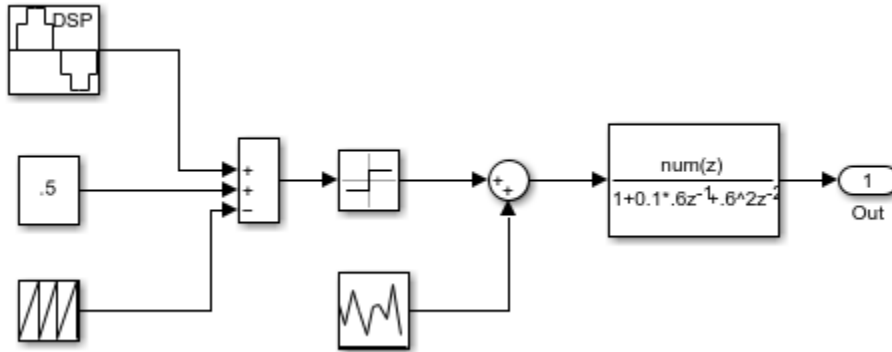 DSP
.5
+
+
−
+
+
num(z)
1+0.1*.6z^-1+.6^2z^-2
1
Out